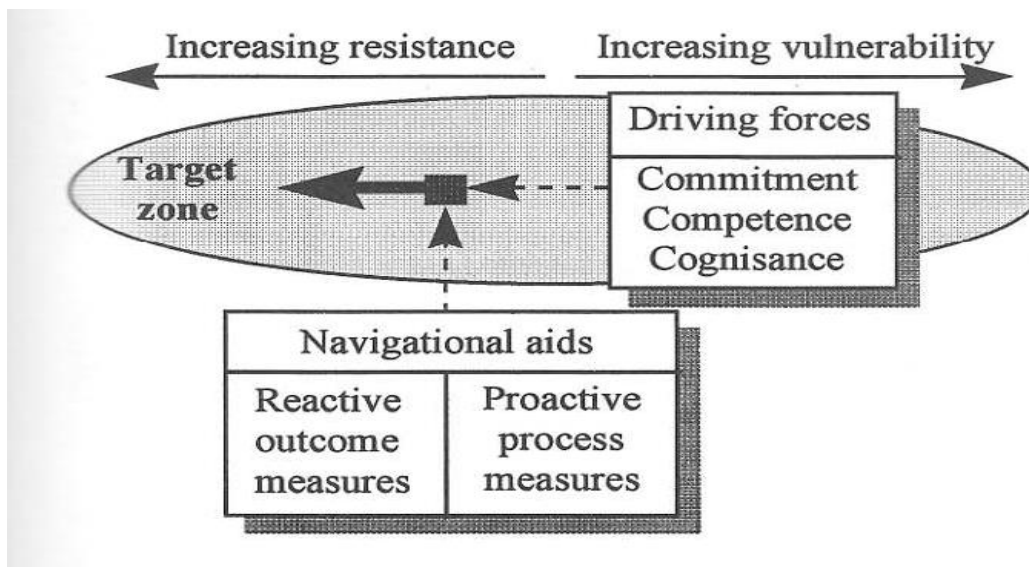 Increasing resistance
Increasing vulnerability
Driving forces
Commitment
Competence
Cognisance
Target
zone
Navigational aids
Reactive
outcome
measures
Proactive
process
measures